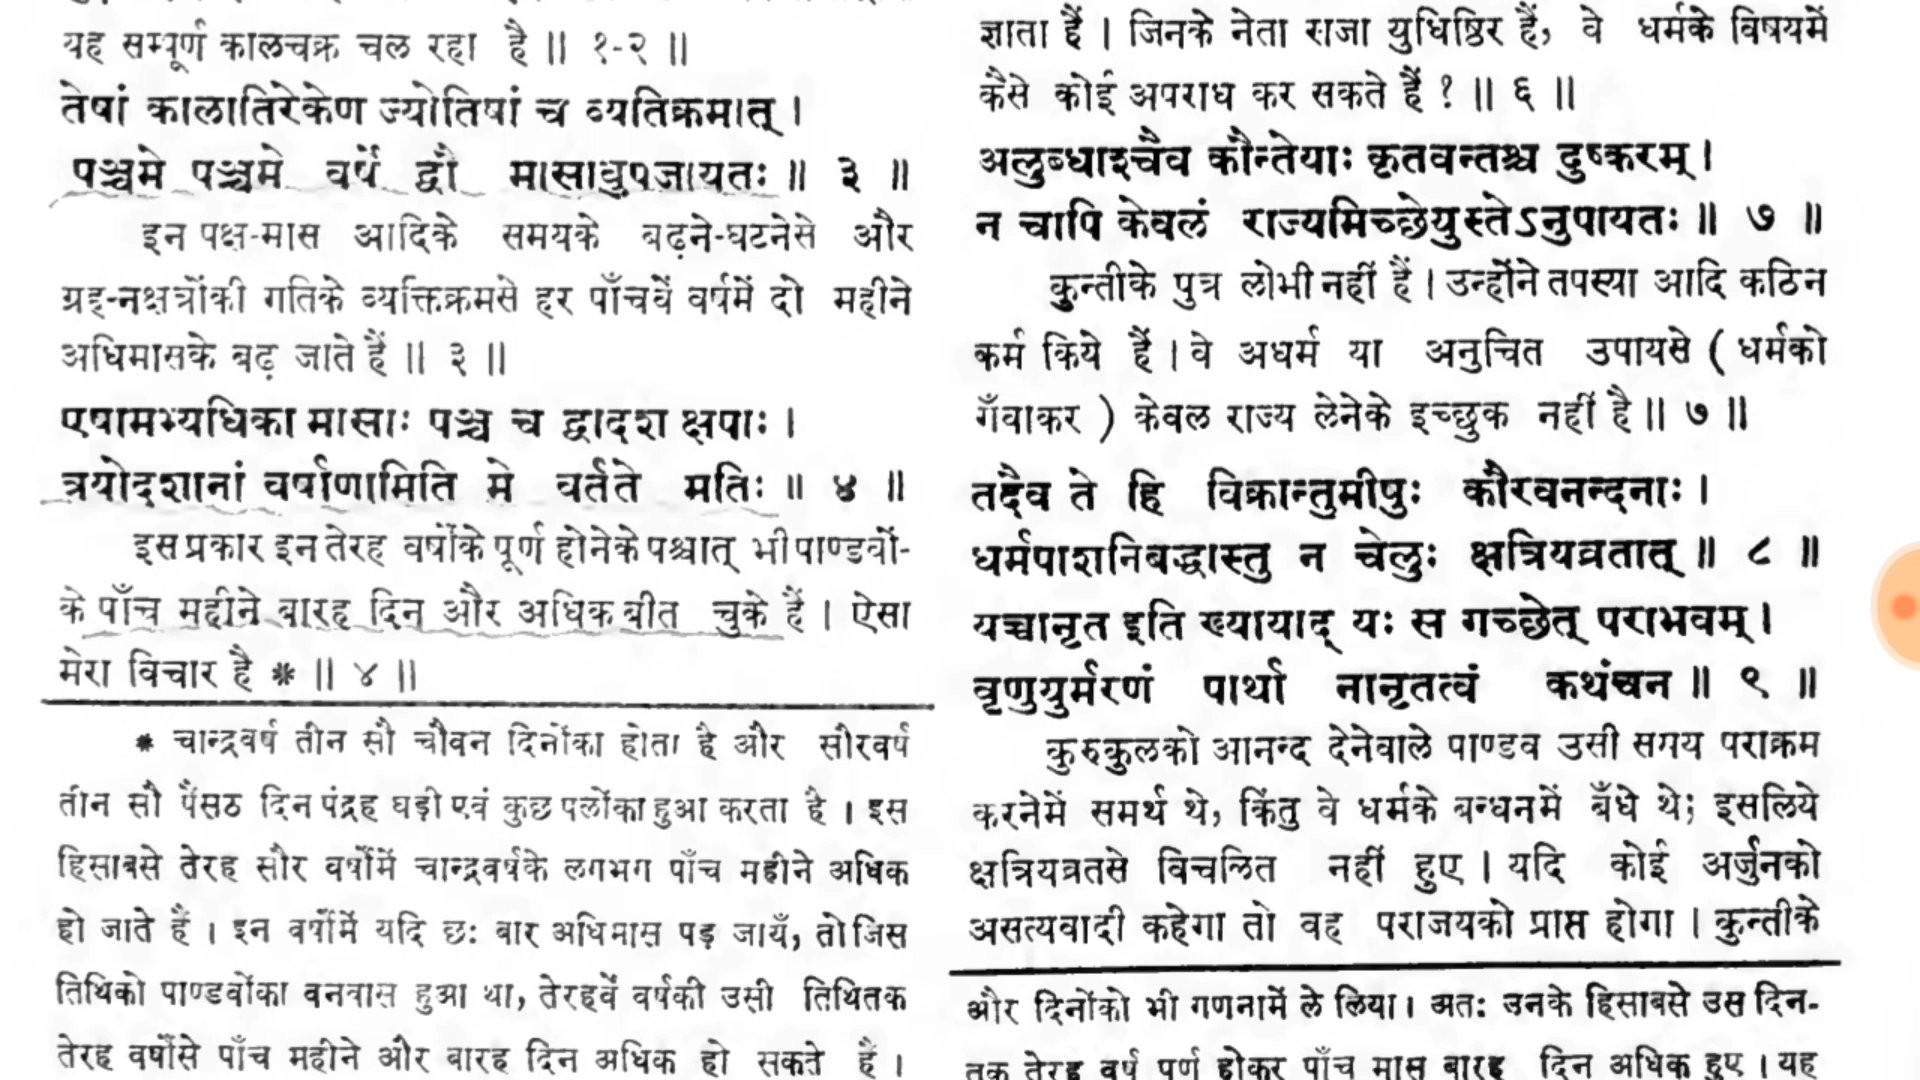 यह सम्पूर्ण कालचक्र चल रहा है ॥ १-२ ॥
तेषां कालातिरेकेण ज्योतिषां च व्यतिक्रमात् ।
पञ्चमे पञ्चमे वर्षे द्वौ मासावुपजायतः ॥ ३ ॥
इन पक्ष-मास आदिके समयके बढ़ने-घटनेसे और
ग्रह-नक्षत्रोंकी गतिके व्यक्तिक्रमसे हर पाँचवें वर्षमें दो महीने
अधिमासके बढ़ जाते हैं ॥ ३ ॥
एषामभ्यधिका मासाः पञ्च च द्वादश क्षपाः ।
त्रयोदशानां वर्षाणामिति मे वर्तते मतिः ॥ ४ ॥
इस प्रकार इन तेरह वर्षोंके पूर्ण होनेके पश्चात् भी पाण्डवों-
के पाँच महीने बारह दिन और अधिक बीत चुके हैं । ऐसा
मेरा विचार है * ॥ ४ ॥
* चान्द्रवर्ष तीन सौ चौवन दिनोंका होता है और सौरवर्ष
तीन सौ पैंसठ दिन पंद्रह घड़ी एवं कुछ पलोंका हुआ करता है । इस
हिसाबसे तेरह सौर वर्षोंमें चान्द्रवर्षके लगभग पाँच महीने अधिक
हो जाते हैं । इन वर्षोंमें यदि छः बार अधिमास पड़ जायँ, तो जिस
तिथिको पाण्डवोंका वनवास हुआ था, तेरहवें वर्षकी उसी तिथितक
तेरह वर्षोंसे पाँच महीने और बारह दिन अधिक हो सकते हैं ।
ज्ञाता हैं । जिनके नेता राजा युधिष्ठिर हैं, वे धर्मके विषयमें
कैसे कोई अपराध कर सकते हैं ? ॥ ६ ॥
अलुब्धाश्चैव कौन्तेयाः कृतवन्तश्च दुष्करम् ।
न चापि केवलं राज्यमिच्छेयुस्तेऽनुपायतः ॥ ७ ॥
कुन्तीके पुत्र लोभी नहीं हैं । उन्होंने तपस्या आदि कठिन
कर्म किये हैं । वे अधर्म या अनुचित उपायसे ( धर्मको
गँवाकर ) केवल राज्य लेनेके इच्छुक नहीं है ॥ ७ ॥
तदैव ते हि विक्रान्तुमीषुः कौरवनन्दनाः ।
धर्मपाशनिबद्धास्तु न चेलुः क्षत्रियव्रतात् ॥ ८ ॥
यच्चानृत इति ख्यायाद् यः स गच्छेत् पराभवम् ।
वृणुयुर्मरणं पार्था नानृतत्वं कथंचन ॥ ९ ॥
कुरुकुलको आनन्द देनेवाले पाण्डव उसी समय पराक्रम
करनेमें समर्थ थे, किंतु वे धर्मके बन्धनमें बँधे थे; इसलिये
क्षत्रियव्रतसे विचलित नहीं हुए । यदि कोई अर्जुनको
असत्यवादी कहेगा तो वह पराजयको प्राप्त होगा । कुन्तीके
और दिनोंको भी गणनामें ले लिया । अतः उनके हिसाबसे उस दिन-
तक तेरह वर्ष पूर्ण होकर पाँच मास बारह दिन अधिक हुए । यह